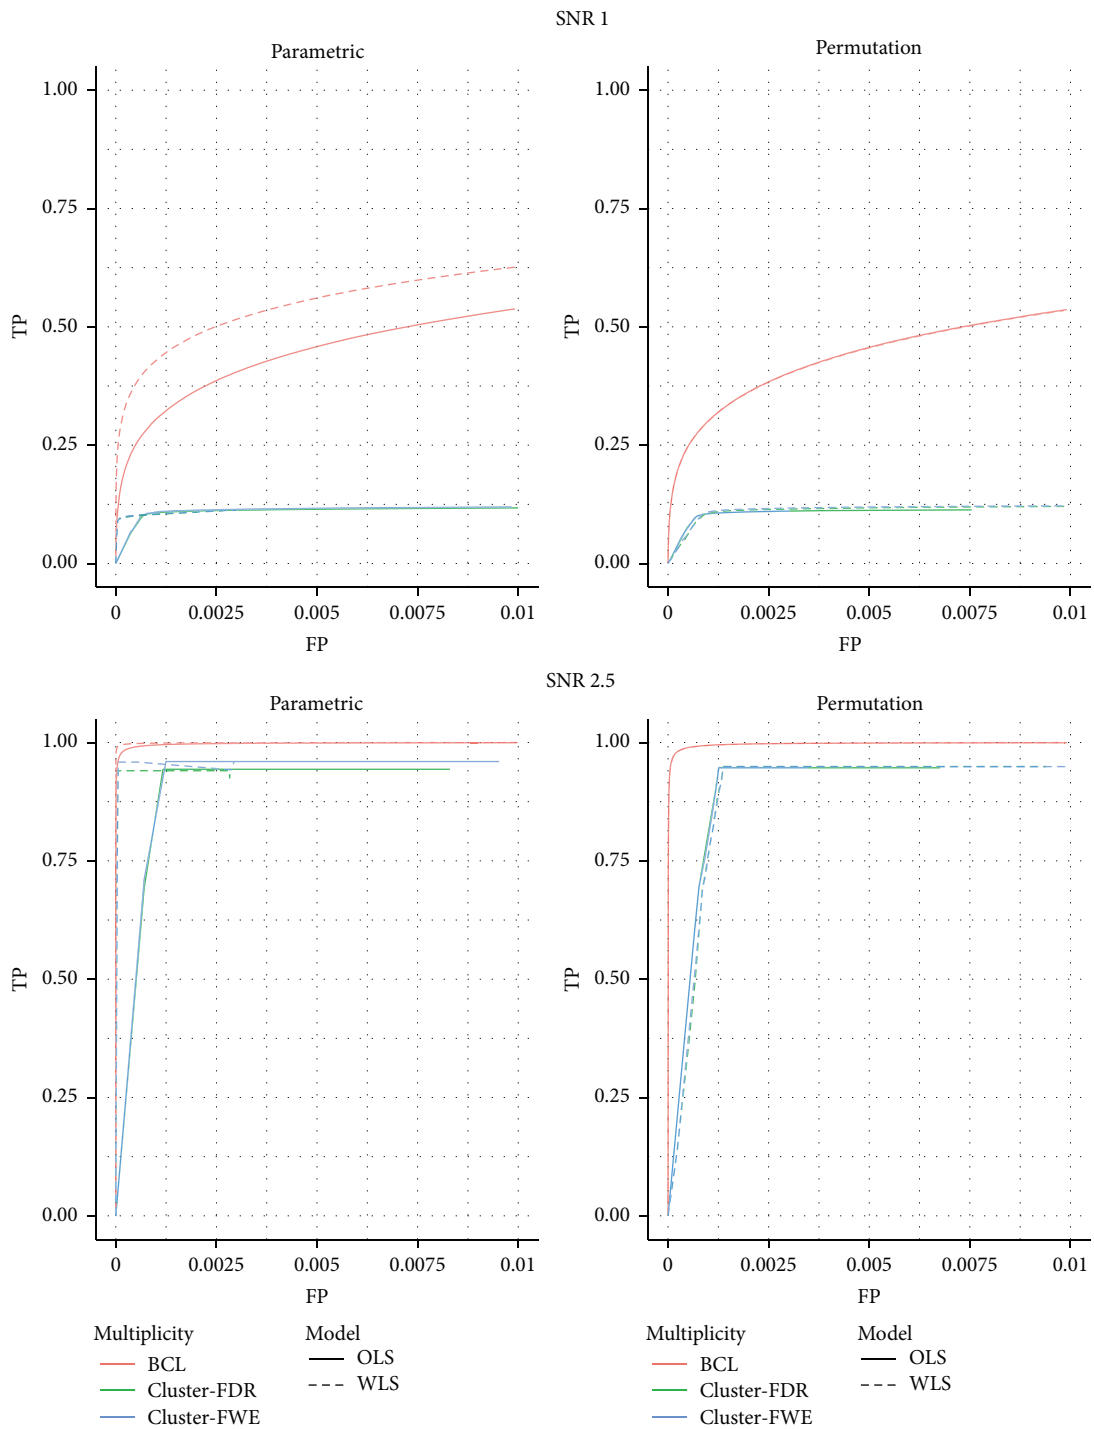 SNR 1
Parametric
Permutation
1.00
0.75
0.50
0.25
0.00
TP
0 0.0025 0.005 0.0075 0.01
FP
1.00
0.75
0.50
0.25
0.00
TP
0 0.0025 0.005 0.0075 0.01
FP
SNR 2.5
Parametric
Permutation
1.00
0.75
0.50
0.25
0.00
TP
0 0.0025 0.005 0.0075 0.01
FP
1.00
0.75
0.50
0.25
0.00
TP
0 0.0025 0.005 0.0075 0.01
FP
Multiplicity
BCL
Cluster-FDR
Cluster-FWE
Model
OLS
WLS
Multiplicity
BCL
Cluster-FDR
Cluster-FWE
Model
OLS
WLS